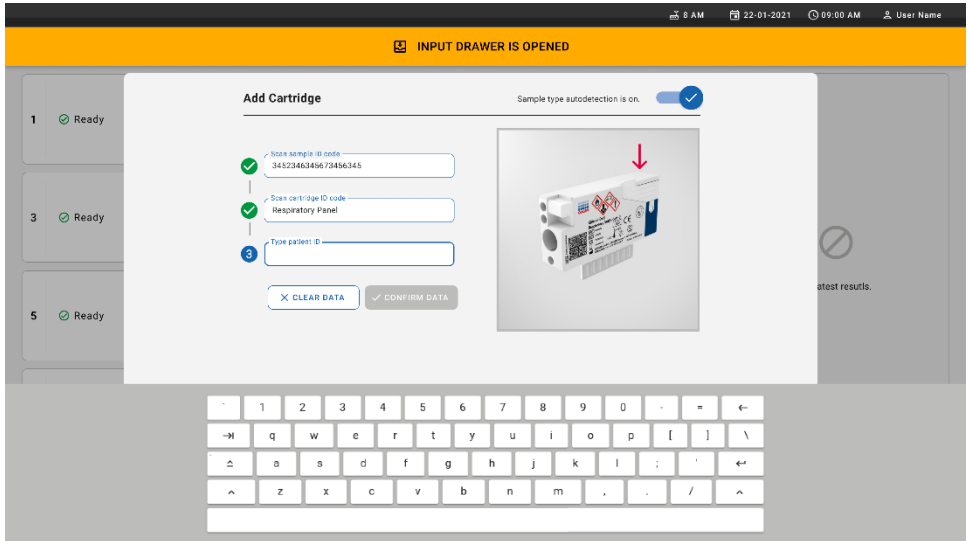 8 AM 22-01-2021 09:00 AM User Name
INPUT DRAWER IS OPENED
Add Cartridge
Sample type autodetection is on.
1 Ready
3 Ready
5 Ready
Scan sample ID code
3452346345673456345
Scan cartridge ID code
Respiratory Panel
3
Type patient ID
CLEAR DATA
CONFIRM DATA
atest resutls.
` 1 2 3 4 5 6 7 8 9 0 - =
q w e r t y u i o p [ ] \
a s d f g h j k l ; '
z x c v b n m , . /